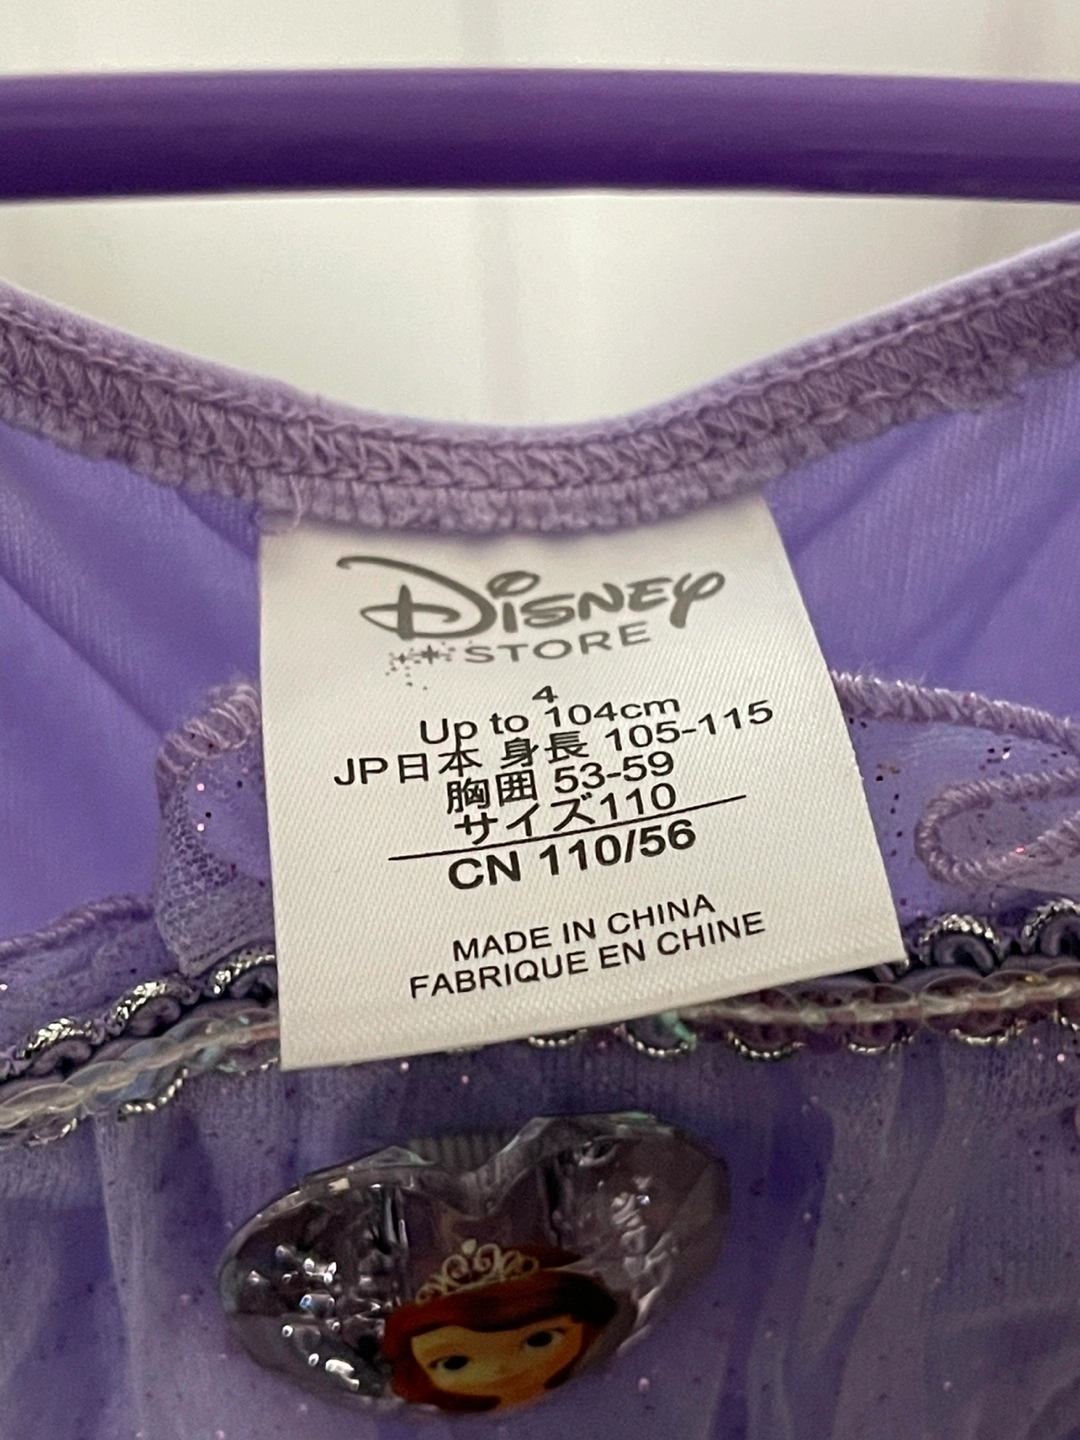 Disney
STORE
4
Up to 104cm
JP日本 身長 105-115
胸囲 53-59
サイズ110
CN 110/56
MADE IN CHINA
FABRIQUE EN CHINE